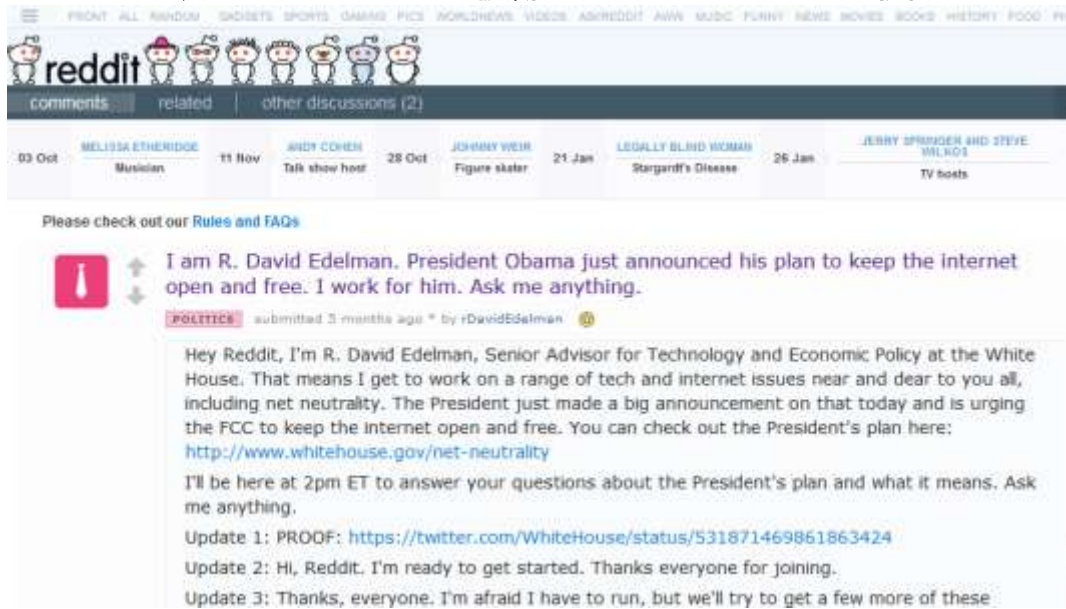 FRONT ALL RANDOM GADGETS SPORTS GAMING PICS WORLDNEWS VIDEOS ASKREDDIT AWW MUSIC FUNNY NEWS MOVIES BOOKS HISTORY FOOD
reddit
comments related | other discussions (2)
03 Oct MELISSA ETHERIDGE Musician 11 Nov ANDY COHEN Talk show host 28 Oct JOHNNY WEIR Figure skater 21 Jan LEGALLY BLIND WOMAN Stargardt's Disease 26 Jan JERRY SPRINGER AND STEVE WILKOS TV hosts
Please check out our Rules and FAQs
I am R. David Edelman. President Obama just announced his plan to keep the internet
open and free. I work for him. Ask me anything.
POLITICS submitted 3 months ago * by rDavidEdelman @
Hey Reddit, I'm R. David Edelman, Senior Advisor for Technology and Economic Policy at the White
House. That means I get to work on a range of tech and internet issues near and dear to you all,
including net neutrality. The President just made a big announcement on that today and is urging
the FCC to keep the internet open and free. You can check out the President's plan here:
http://www.whitehouse.gov/net-neutrality
I'll be here at 2pm ET to answer your questions about the President's plan and what it means. Ask
me anything.
Update 1: PROOF: https://twitter.com/WhiteHouse/status/531871469861863424
Update 2: Hi, Reddit. I'm ready to get started. Thanks everyone for joining.
Update 3: Thanks, everyone. I'm afraid I have to run, but we'll try to get a few more of these